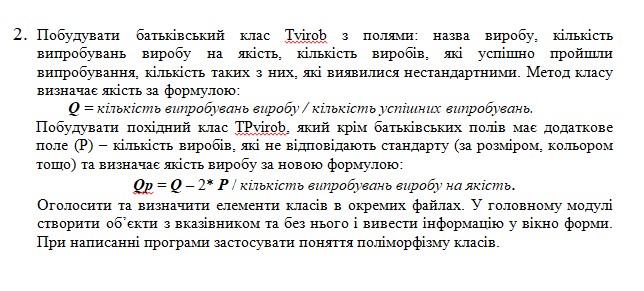 2. Побудувати батьківський клас Tvirob з полями: назва виробу, кількість
випробувань виробу на якість, кількість виробів, які успішно пройшли
випробування, кількість таких з них, які виявилися нестандартними. Метод класу
визначає якість за формулою:
Q = кількість випробувань виробу / кількість успішних випробувань.
Побудувати похідний клас TPvirob, який крім батьківських полів має додаткове
поле (P) – кількість виробів, які не відповідають стандарту (за розміром, кольором
тощо) та визначає якість виробу за новою формулою:
Qp = Q – 2* P / кількість випробувань виробу на якість.
Оголосити та визначити елементи класів в окремих файлах. У головному модулі
створити об’єкти з вказівником та без нього і вивести інформацію у вікно форми.
При написанні програми застосувати поняття поліморфізму класів.